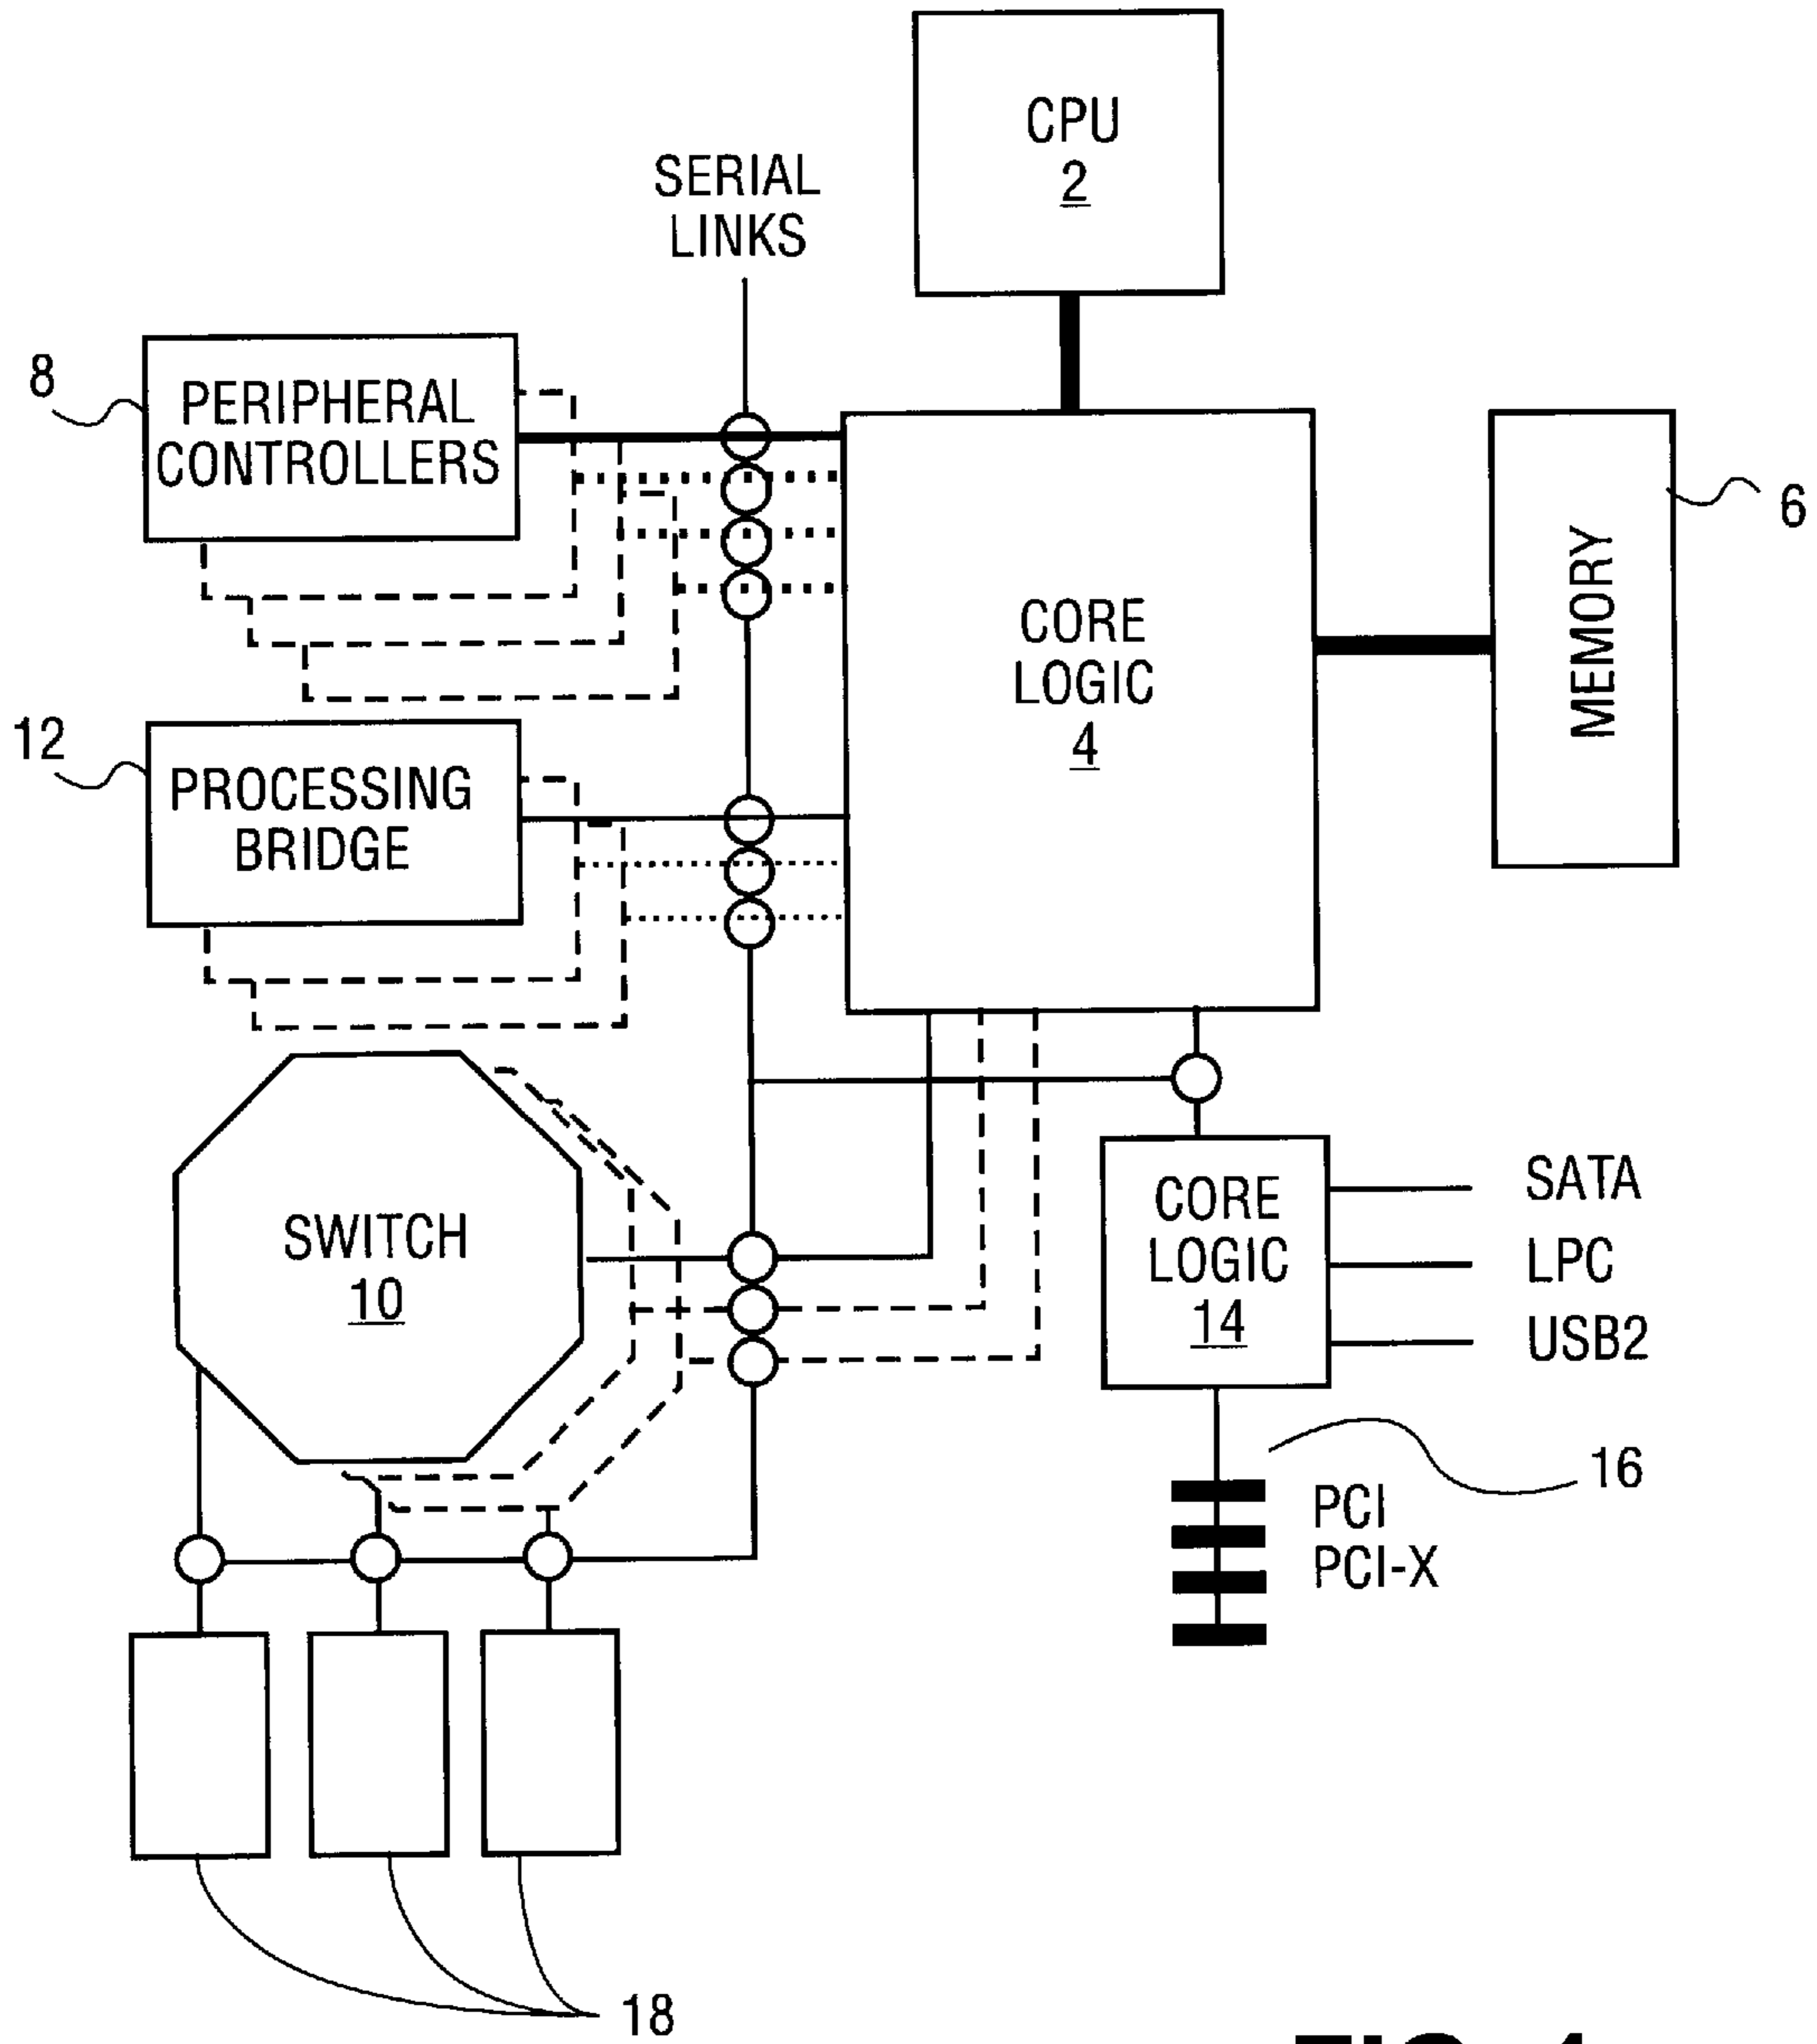 CPU
2
SERIAL
LINKS
8
PERIPHERAL
CONTROLLERS
6
MEMORY
CORE
LOGIC
4
12
PROCESSING
BRIDGE
SWITCH
10
CORE
LOGIC
14
SATA
LPC
USB2
16
PCI
PCI-X
18